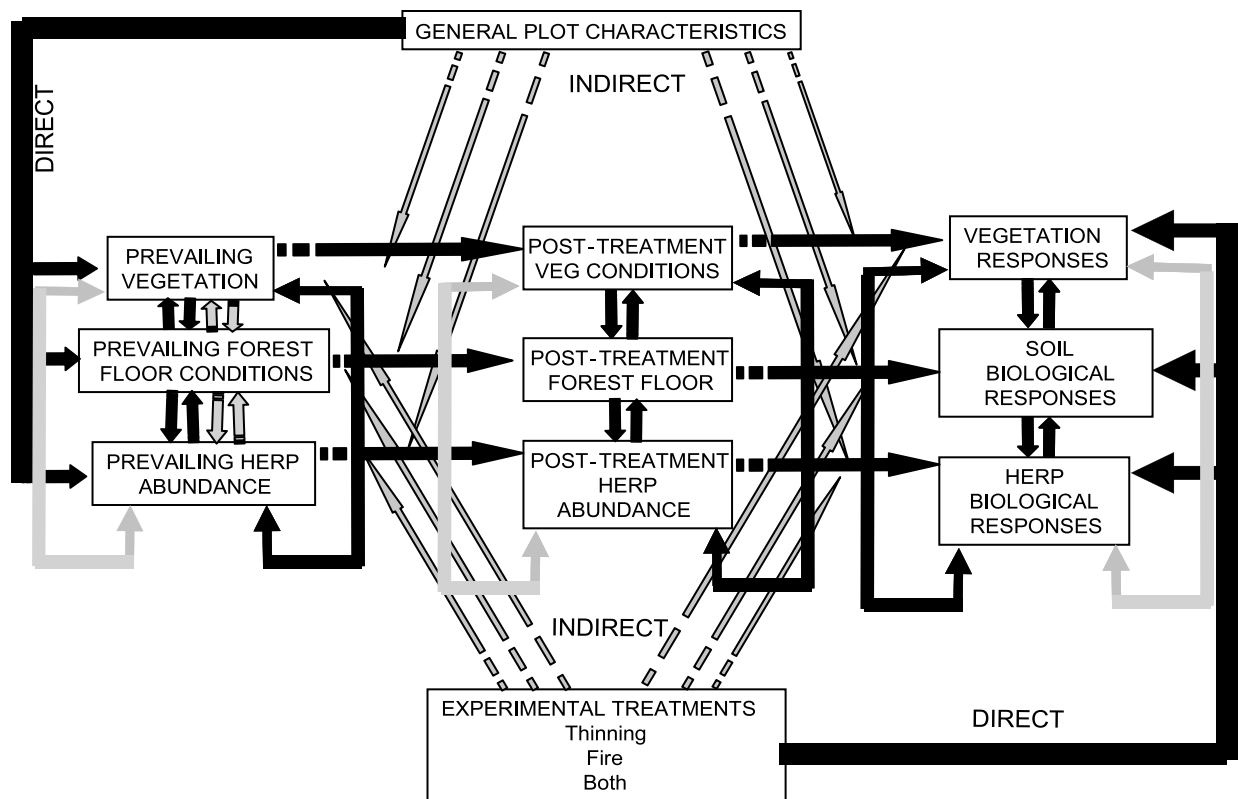 GENERAL PLOT CHARACTERISTICS
INDIRECT
DIRECT
PREVAILING
VEGETATION
POST-TREATMENT
VEG CONDITIONS
VEGETATION
RESPONSES
PREVAILING FOREST
FLOOR CONDITIONS
POST-TREATMENT
FOREST FLOOR
SOIL
BIOLOGICAL
RESPONSES
PREVAILING HERP
ABUNDANCE
POST-TREATMENT
HERP
ABUNDANCE
HERP
BIOLOGICAL
RESPONSES
INDIRECT
EXPERIMENTAL TREATMENTS
Thinning
Fire
Both
DIRECT